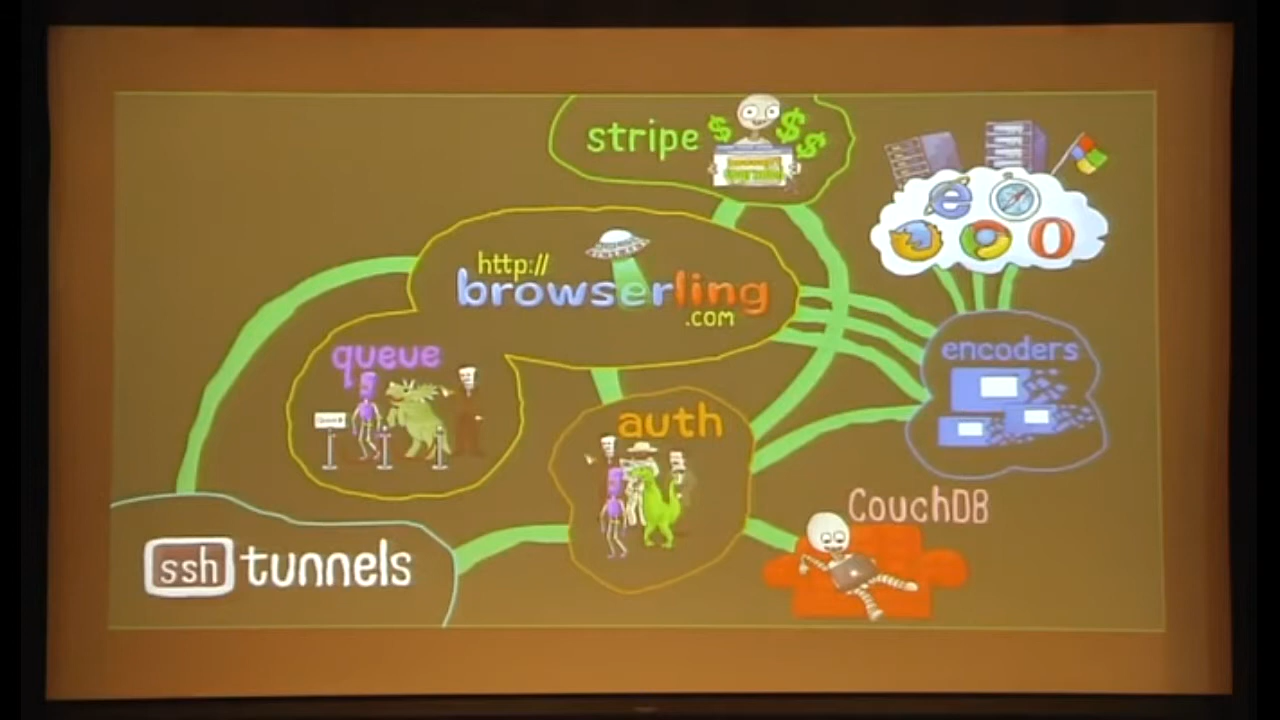 stripe
$ $ $
http://
browserling
.com
queue
encoders
auth
CouchDB
ssh tunnels